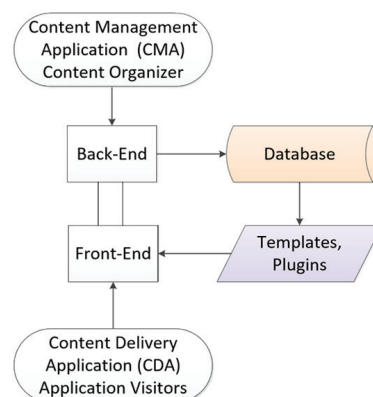 Content Management
Application (CMA)
Content Organizer
Back-End
Database
Front-End
Templates,
Plugins
Content Delivery
Application (CDA)
Application Visitors